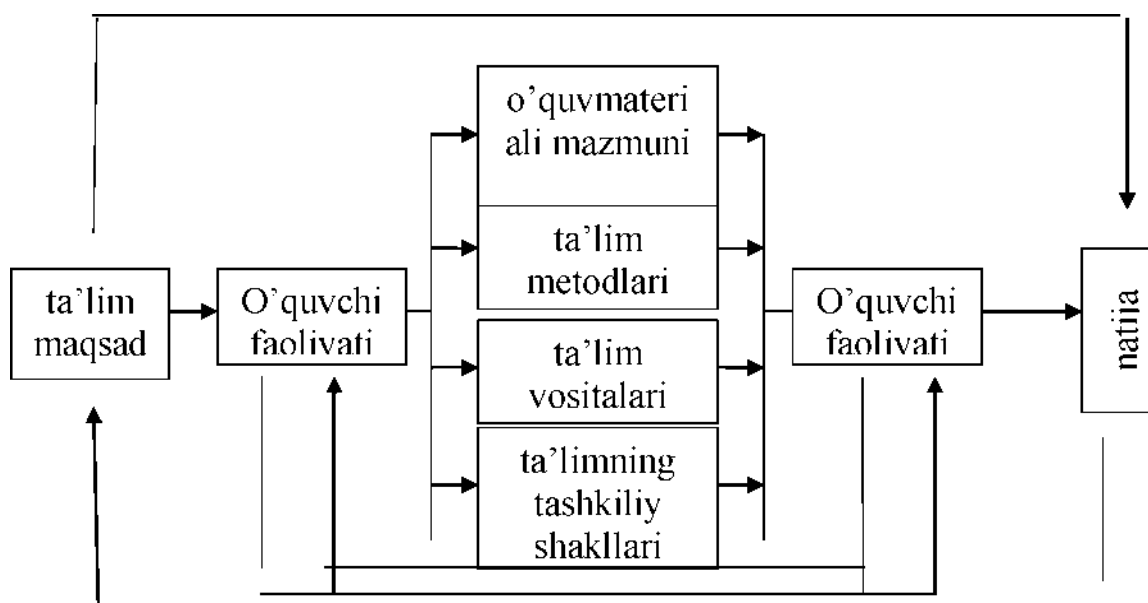 o’quvmateri
ali mazmuni
ta’lim
metodlari
ta’lim
maqsad
O’quvchi
faolivati
ta’lim
vositalari
ta’limning
tashkiliy
shakllari
O’quvchi
faolivati
natija